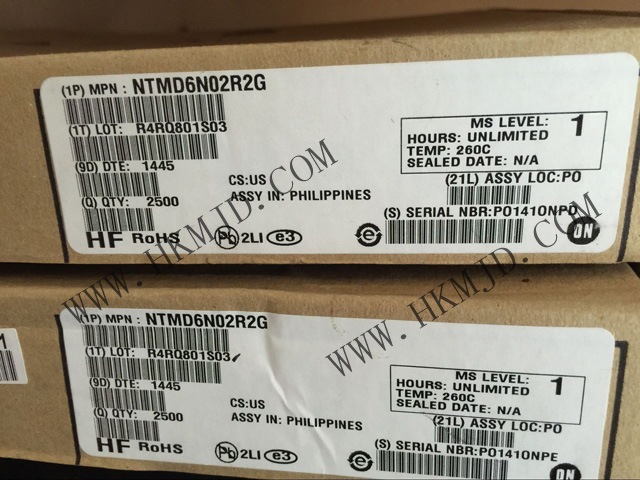 (1P) MPN : NTMD6N02R2G
(1T) LOT: R4RQ801S03
(9D) DTE: 1445
(Q) QTY: 2500
HF RoHS
CS:US
ASSY IN: PHILIPPINES
Pb 2LI e3
MS LEVEL: 1
HOURS: UNLIMITED
TEMP: 260C
SEALED DATE: N/A
(21L) ASSY LOC:PO
(S) SERIAL NBR:PO1410NPD
e
ON
WWW.HKMJD.COM
(1P) MPN : NTMD6N02R2G
(1T) LOT: R4RQ801S03
(9D) DTE: 1445
(Q) QTY: 2500
HF RoHS
CS:US
ASSY IN: PHILIPPINES
Pb 2LI e3
MS LEVEL: 1
HOURS: UNLIMITED
TEMP: 260C
SEALED DATE: N/A
(21L) ASSY LOC:PO
(S) SERIAL NBR:PO1410NPE
e
ON
WWW.HKMJD.COM